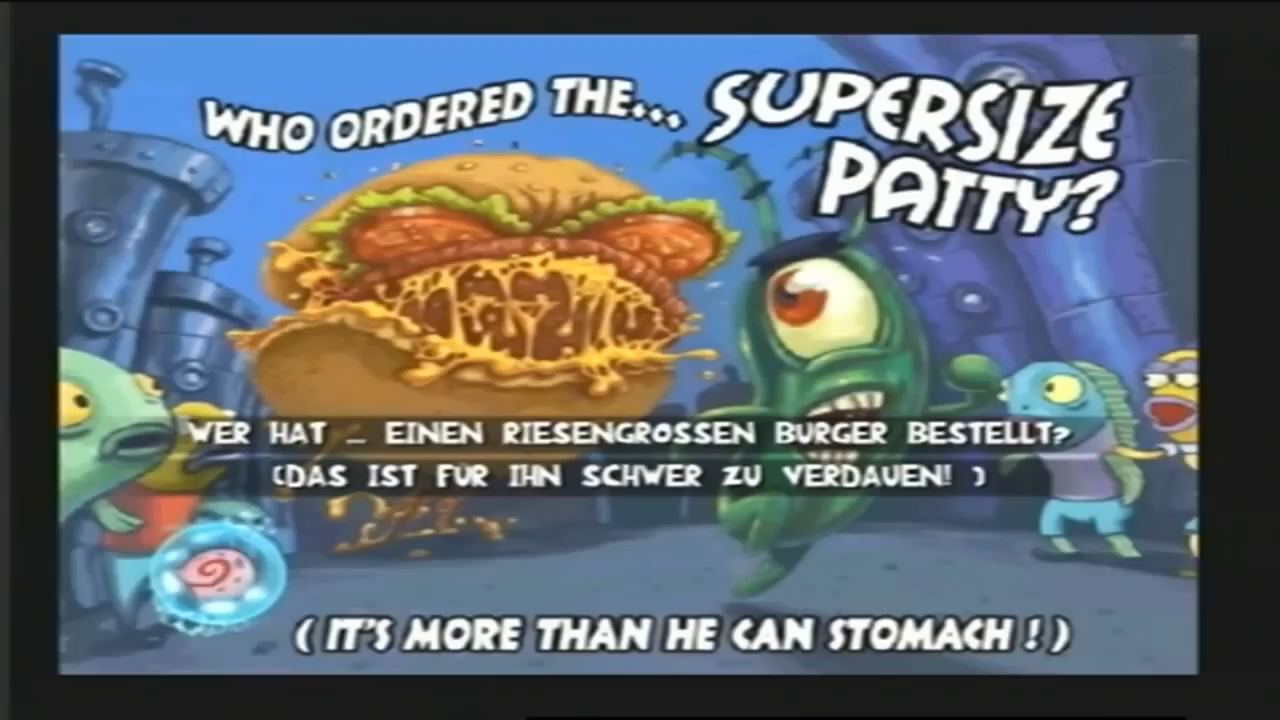 WHO ORDERED THE... SUPERSIZE
PATTY?
WER HAT ... EINEN RIESENGROSSEN BURGER BESTELLT?
(DAS IST FÜR IHN SCHWER ZU VERDAUEN! )
( IT'S MORE THAN HE CAN STOMACH ! )